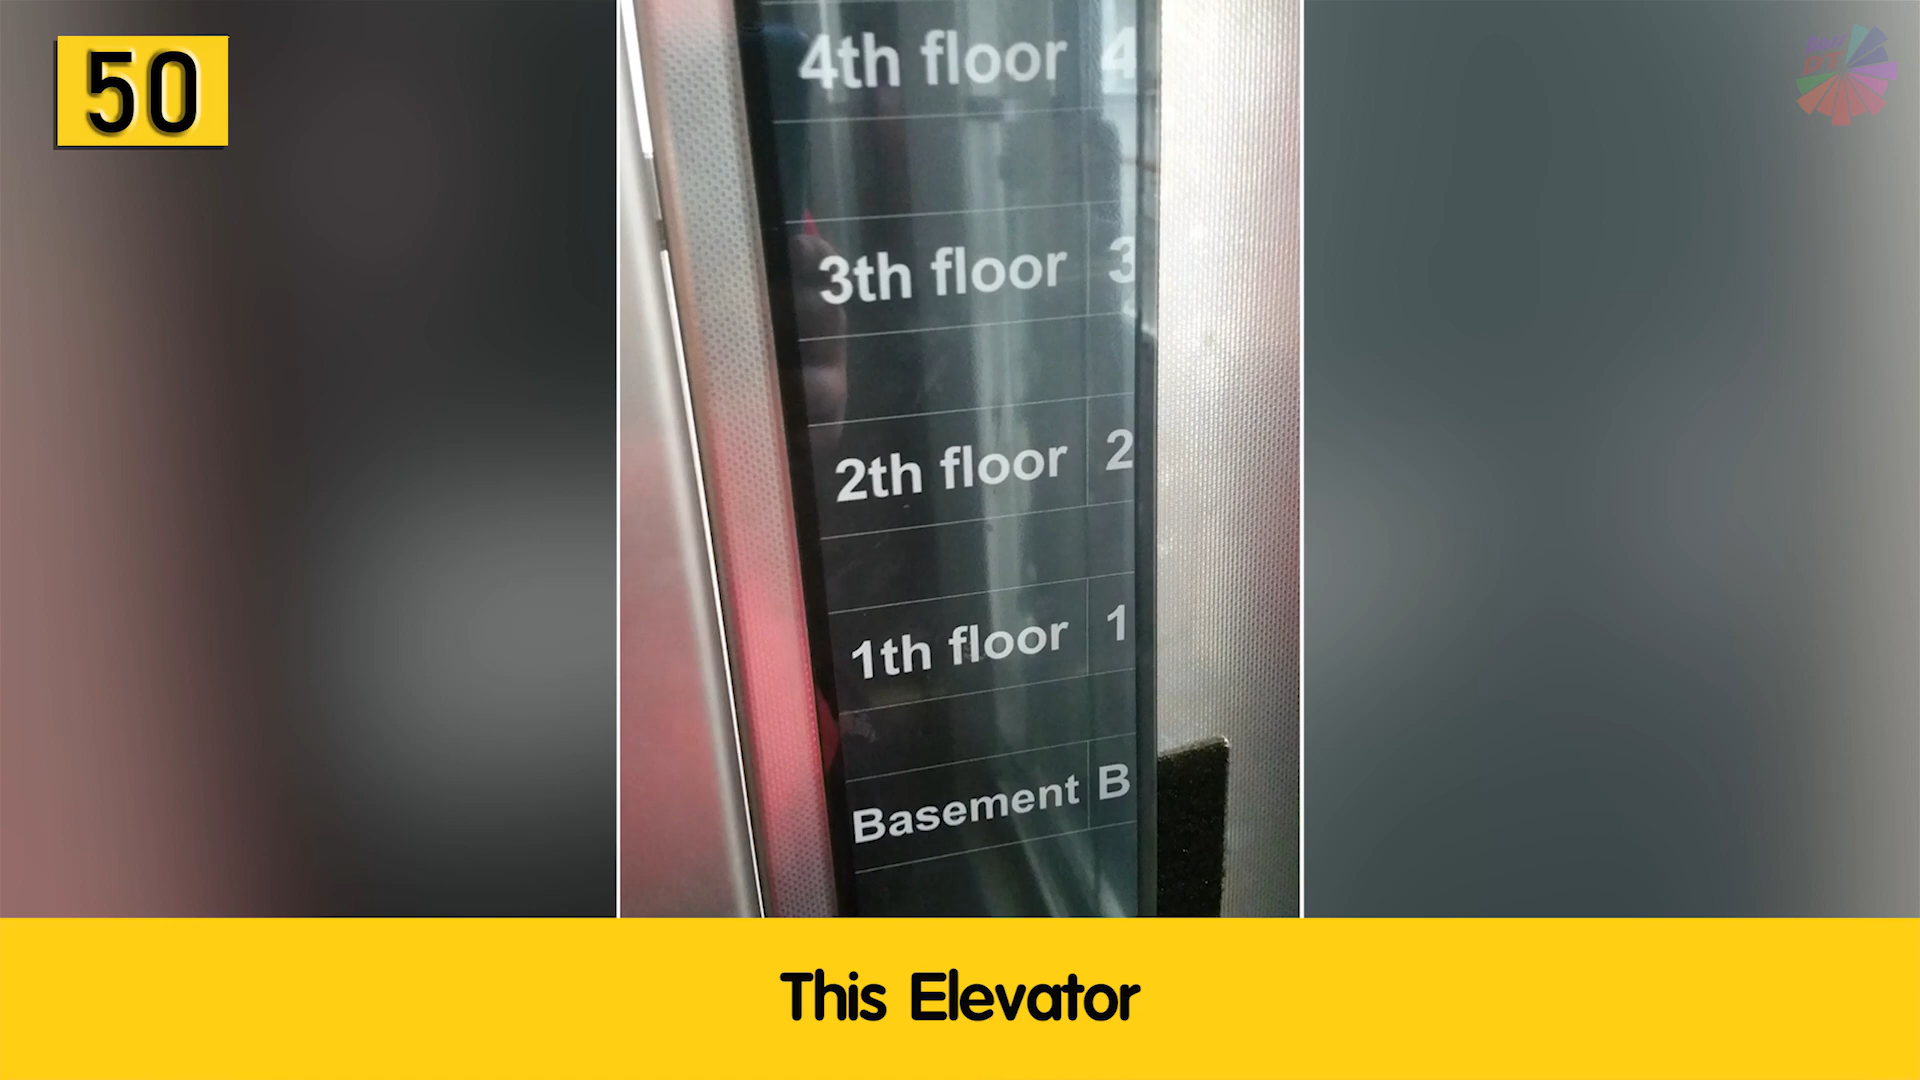 50
4th floor 4
3th floor 3
2th floor 2
1th floor 1
Basement B
This Elevator